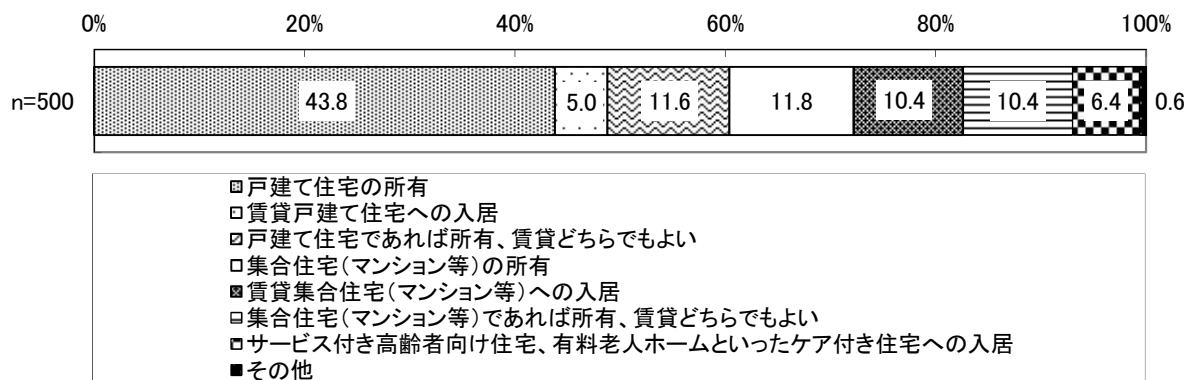 0% 20% 40% 60% 80% 100%
n=500 43.8 5.0 11.6 11.8 10.4 10.4 6.4 0.6
戸建て住宅の所有
賃貸戸建て住宅への入居
戸建て住宅であれば所有、賃貸どちらでもよい
集合住宅(マンション等)の所有
賃貸集合住宅(マンション等)への入居
集合住宅(マンション等)であれば所有、賃貸どちらでもよい
サービス付き高齢者向け住宅、有料老人ホームといったケア付き住宅への入居
その他